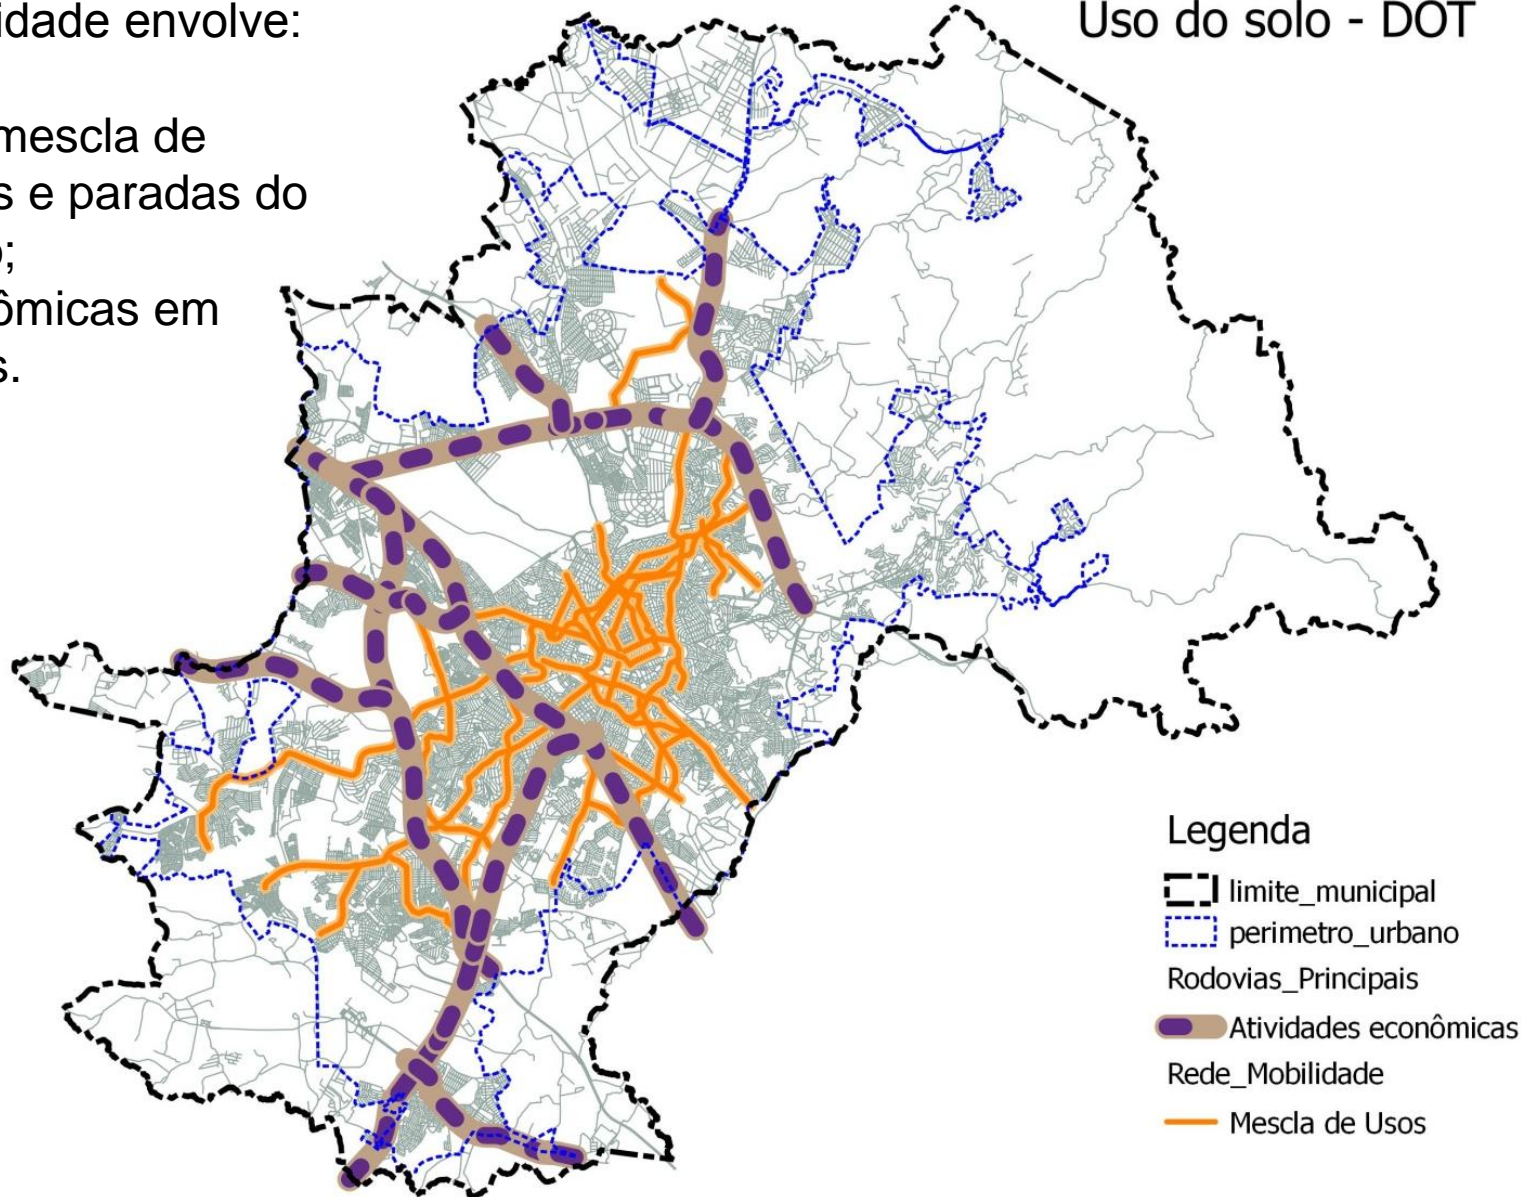 idade envolve:
mescla de
s e paradas do
o;
ômicas em
s.
Uso do solo - DOT
Legenda
limite_municipal
perimetro_urbano
Rodovias_Principais
Atividades econômicas
Rede_Mobilidade
Mescla de Usos